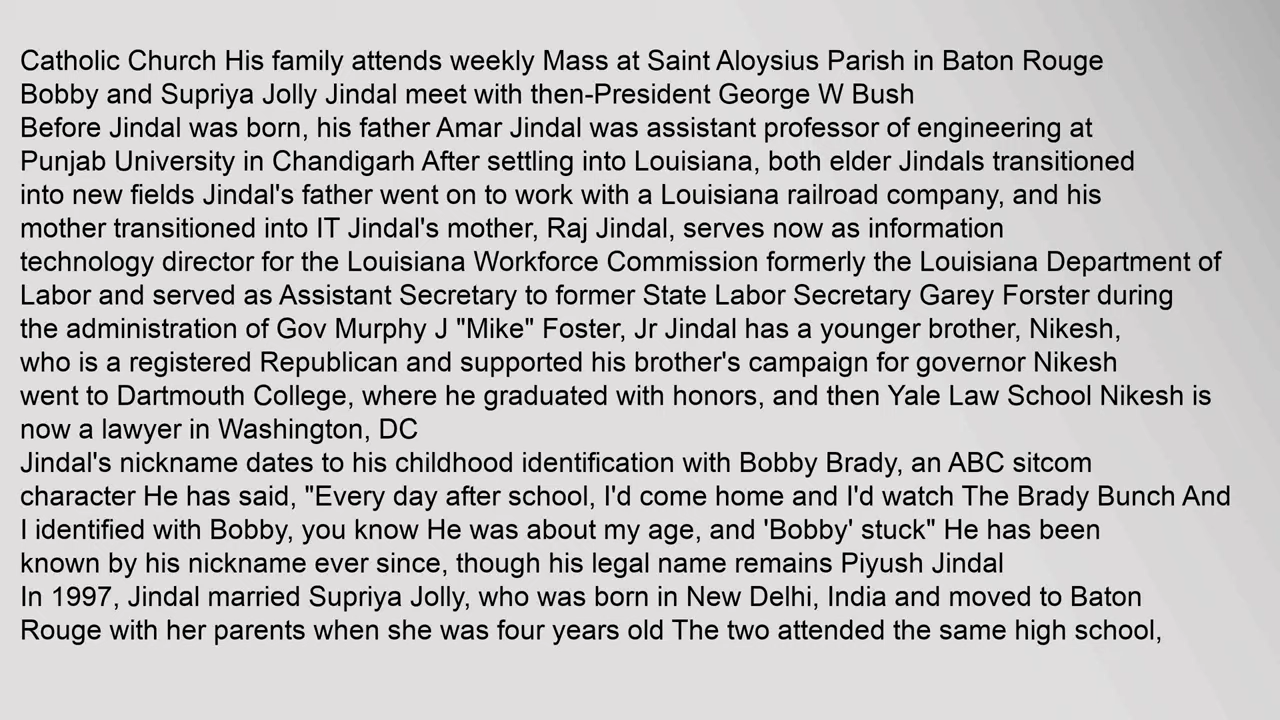 Catholic Church His family attends weekly Mass at Saint Aloysius Parish in Baton Rouge
Bobby and Supriya Jolly Jindal meet with then-President George W Bush
Before Jindal was born, his father Amar Jindal was assistant professor of engineering at
Punjab University in Chandigarh After settling into Louisiana, both elder Jindals transitioned
into new fields Jindal's father went on to work with a Louisiana railroad company, and his
mother transitioned into IT Jindal's mother, Raj Jindal, serves now as information
technology director for the Louisiana Workforce Commission formerly the Louisiana Department of
Labor and served as Assistant Secretary to former State Labor Secretary Garey Forster during
the administration of Gov Murphy J "Mike" Foster, Jr Jindal has a younger brother, Nikesh,
who is a registered Republican and supported his brother's campaign for governor Nikesh
went to Dartmouth College, where he graduated with honors, and then Yale Law School Nikesh is
now a lawyer in Washington, DC
Jindal's nickname dates to his childhood identification with Bobby Brady, an ABC sitcom
character He has said, "Every day after school, I'd come home and I'd watch The Brady Bunch And
I identified with Bobby, you know He was about my age, and 'Bobby' stuck" He has been
known by his nickname ever since, though his legal name remains Piyush Jindal
In 1997, Jindal married Supriya Jolly, who was born in New Delhi, India and moved to Baton
Rouge with her parents when she was four years old The two attended the same high school,